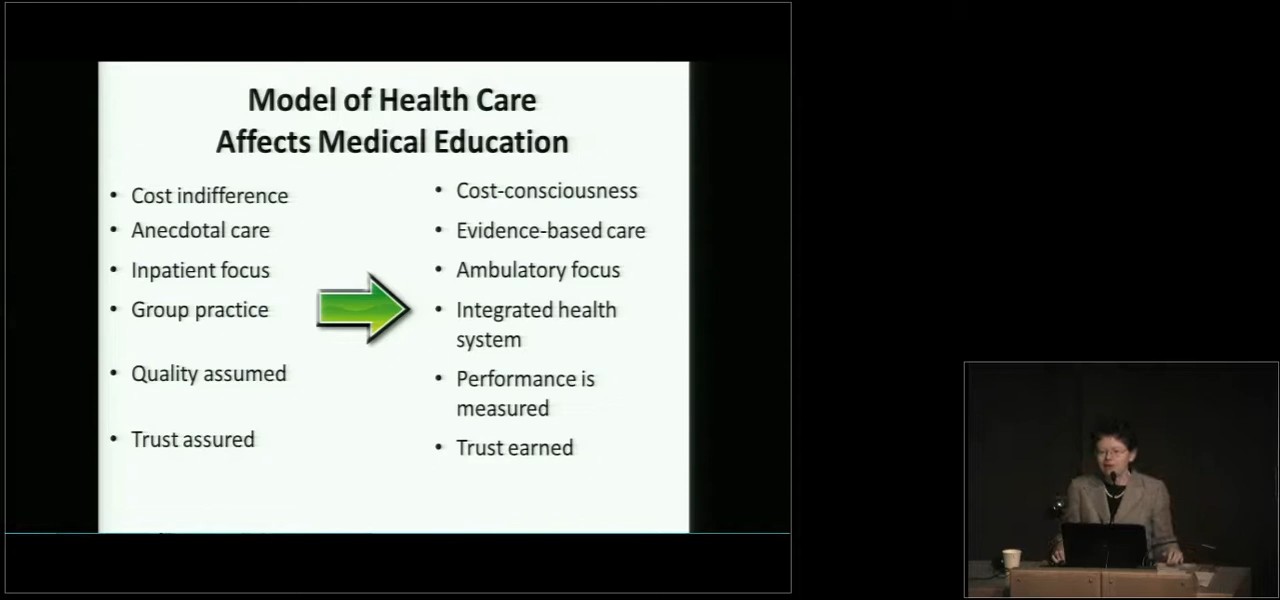 Model of Health Care
Affects Medical Education
• Cost indifference
• Anecdotal care
• Inpatient focus
• Group practice
• Quality assumed
• Trust assured
• Cost-consciousness
• Evidence-based care
• Ambulatory focus
• Integrated health
system
• Performance is
measured
• Trust earned